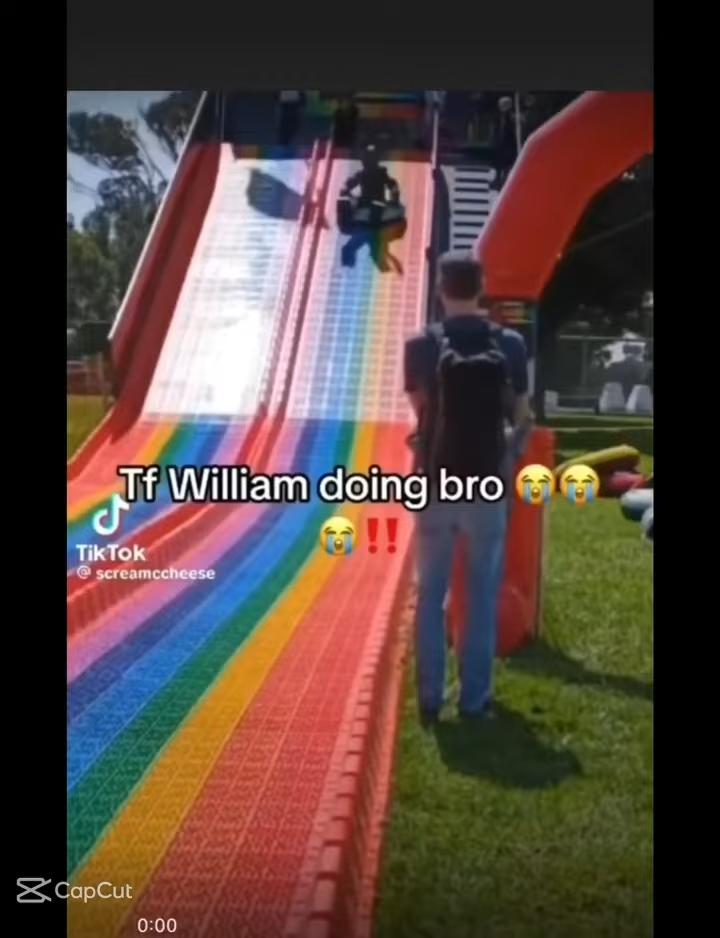 Tf William doing bro 😭😭
😭‼️
TikTok
@ screamccheese
CapCut
0:00